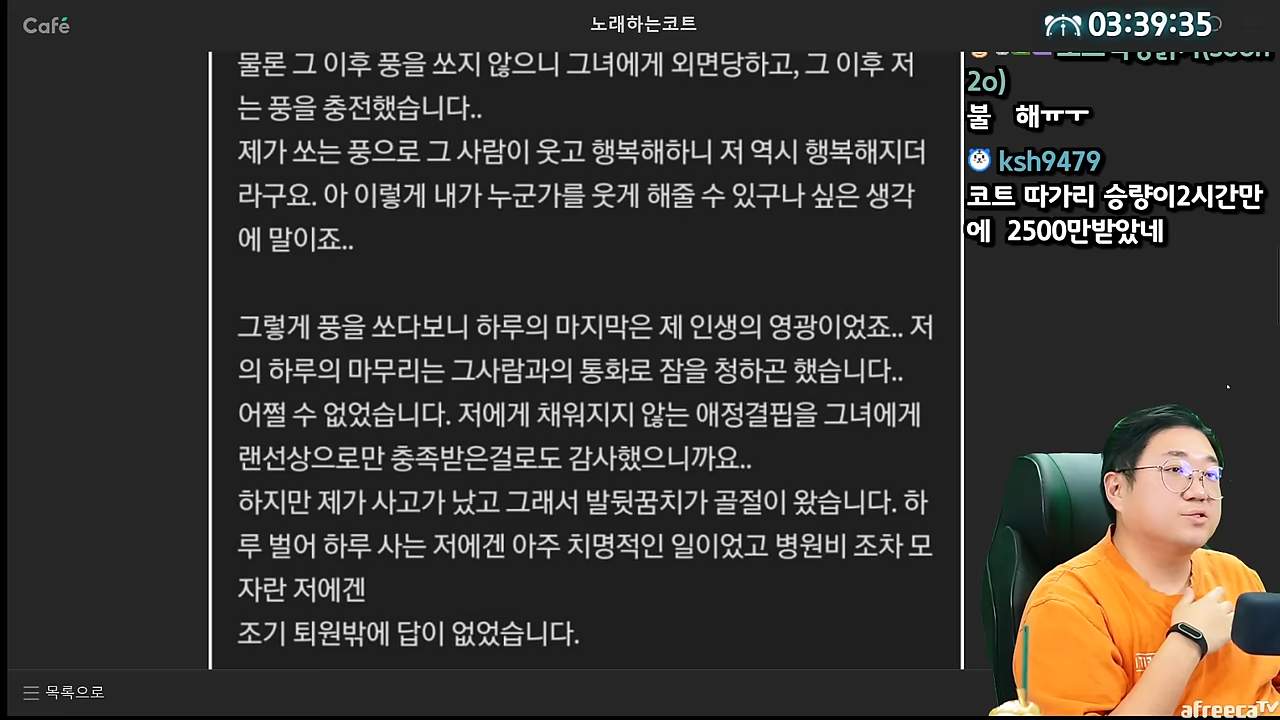 Café
노래하는코트
03:39:35
물론 그 이후 풍을 쏘지 않으니 그녀에게 외면당하고, 그 이후 저
는 풍을 충전했습니다..
제가 쏘는 풍으로 그 사람이 웃고 행복해하니 저 역시 행복해지더
라구요. 아 이렇게 내가 누군가를 웃게 해줄 수 있구나 싶은 생각
에 말이죠..
그렇게 풍을 쏘다보니 하루의 마지막은 제 인생의 영광이었죠.. 저
의 하루의 마무리는 그사람과의 통화로 잠을 청하곤 했습니다..
어쩔 수 없었습니다. 저에게 채워지지 않는 애정결핍을 그녀에게
랜선상으로만 충족받은걸로도 감사했으니까요..
하지만 제가 사고가 났고 그래서 발뒷꿈치가 골절이 왔습니다. 하
루 벌어 하루 사는 저에겐 아주 치명적인 일이었고 병원비 조차 모
자란 저에겐
조기 퇴원밖에 답이 없었습니다.
2o)
불 해ㅠㅜ
ksh9479
코트 따가리 승량이2시간만
에 2500만받았네
목록으로
afreecaTV